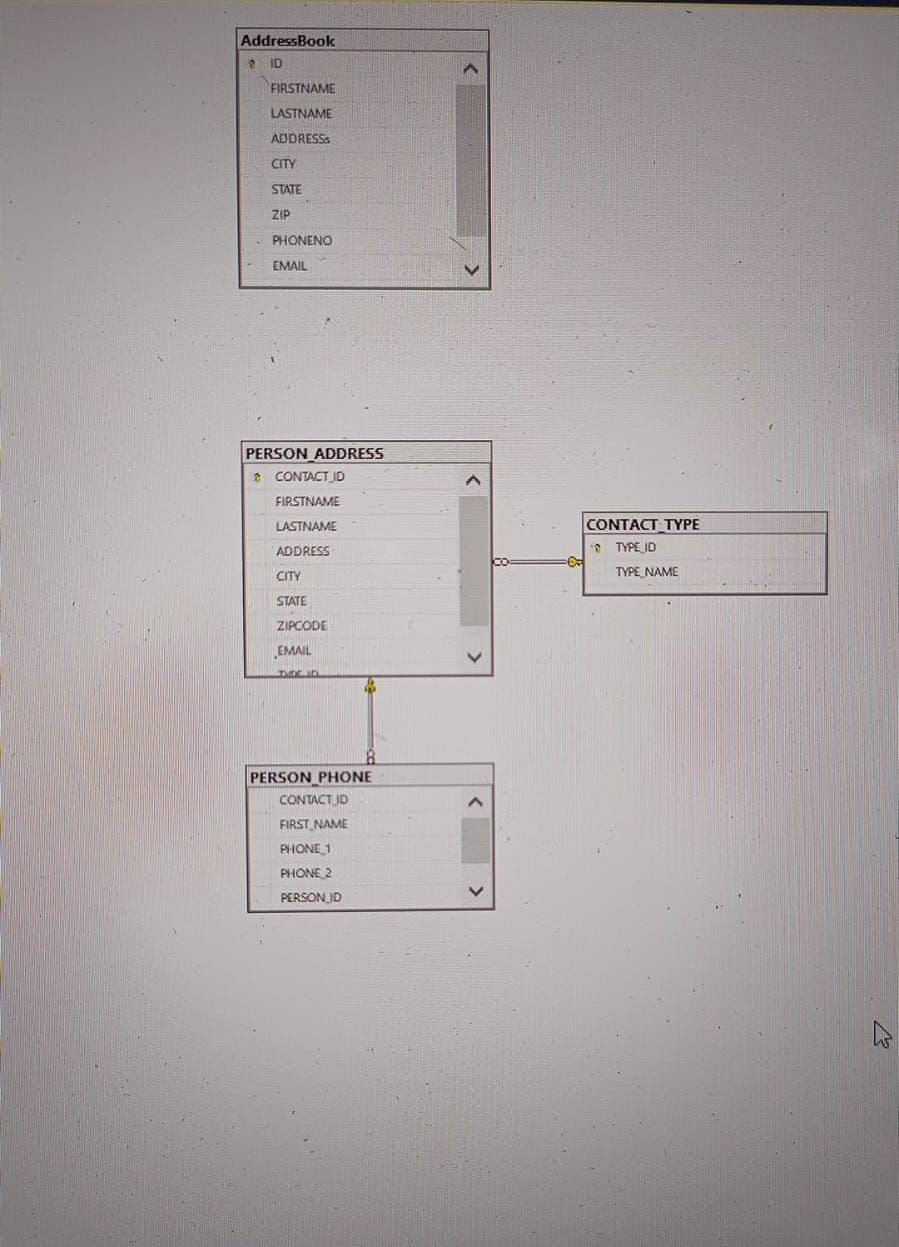 AddressBook
ID
FIRSTNAME
LASTNAME
ADDRESSs
CITY
STATE
ZIP
PHONENO
EMAIL
PERSON_ADDRESS
CONTACT_ID
FIRSTNAME
LASTNAME
ADDRESS
CITY
STATE
ZIPCODE
EMAIL
TYPE_ID
CONTACT_TYPE
TYPE_ID
TYPE_NAME
PERSON_PHONE
CONTACT_ID
FIRST_NAME
PHONE_1
PHONE_2
PERSON_ID